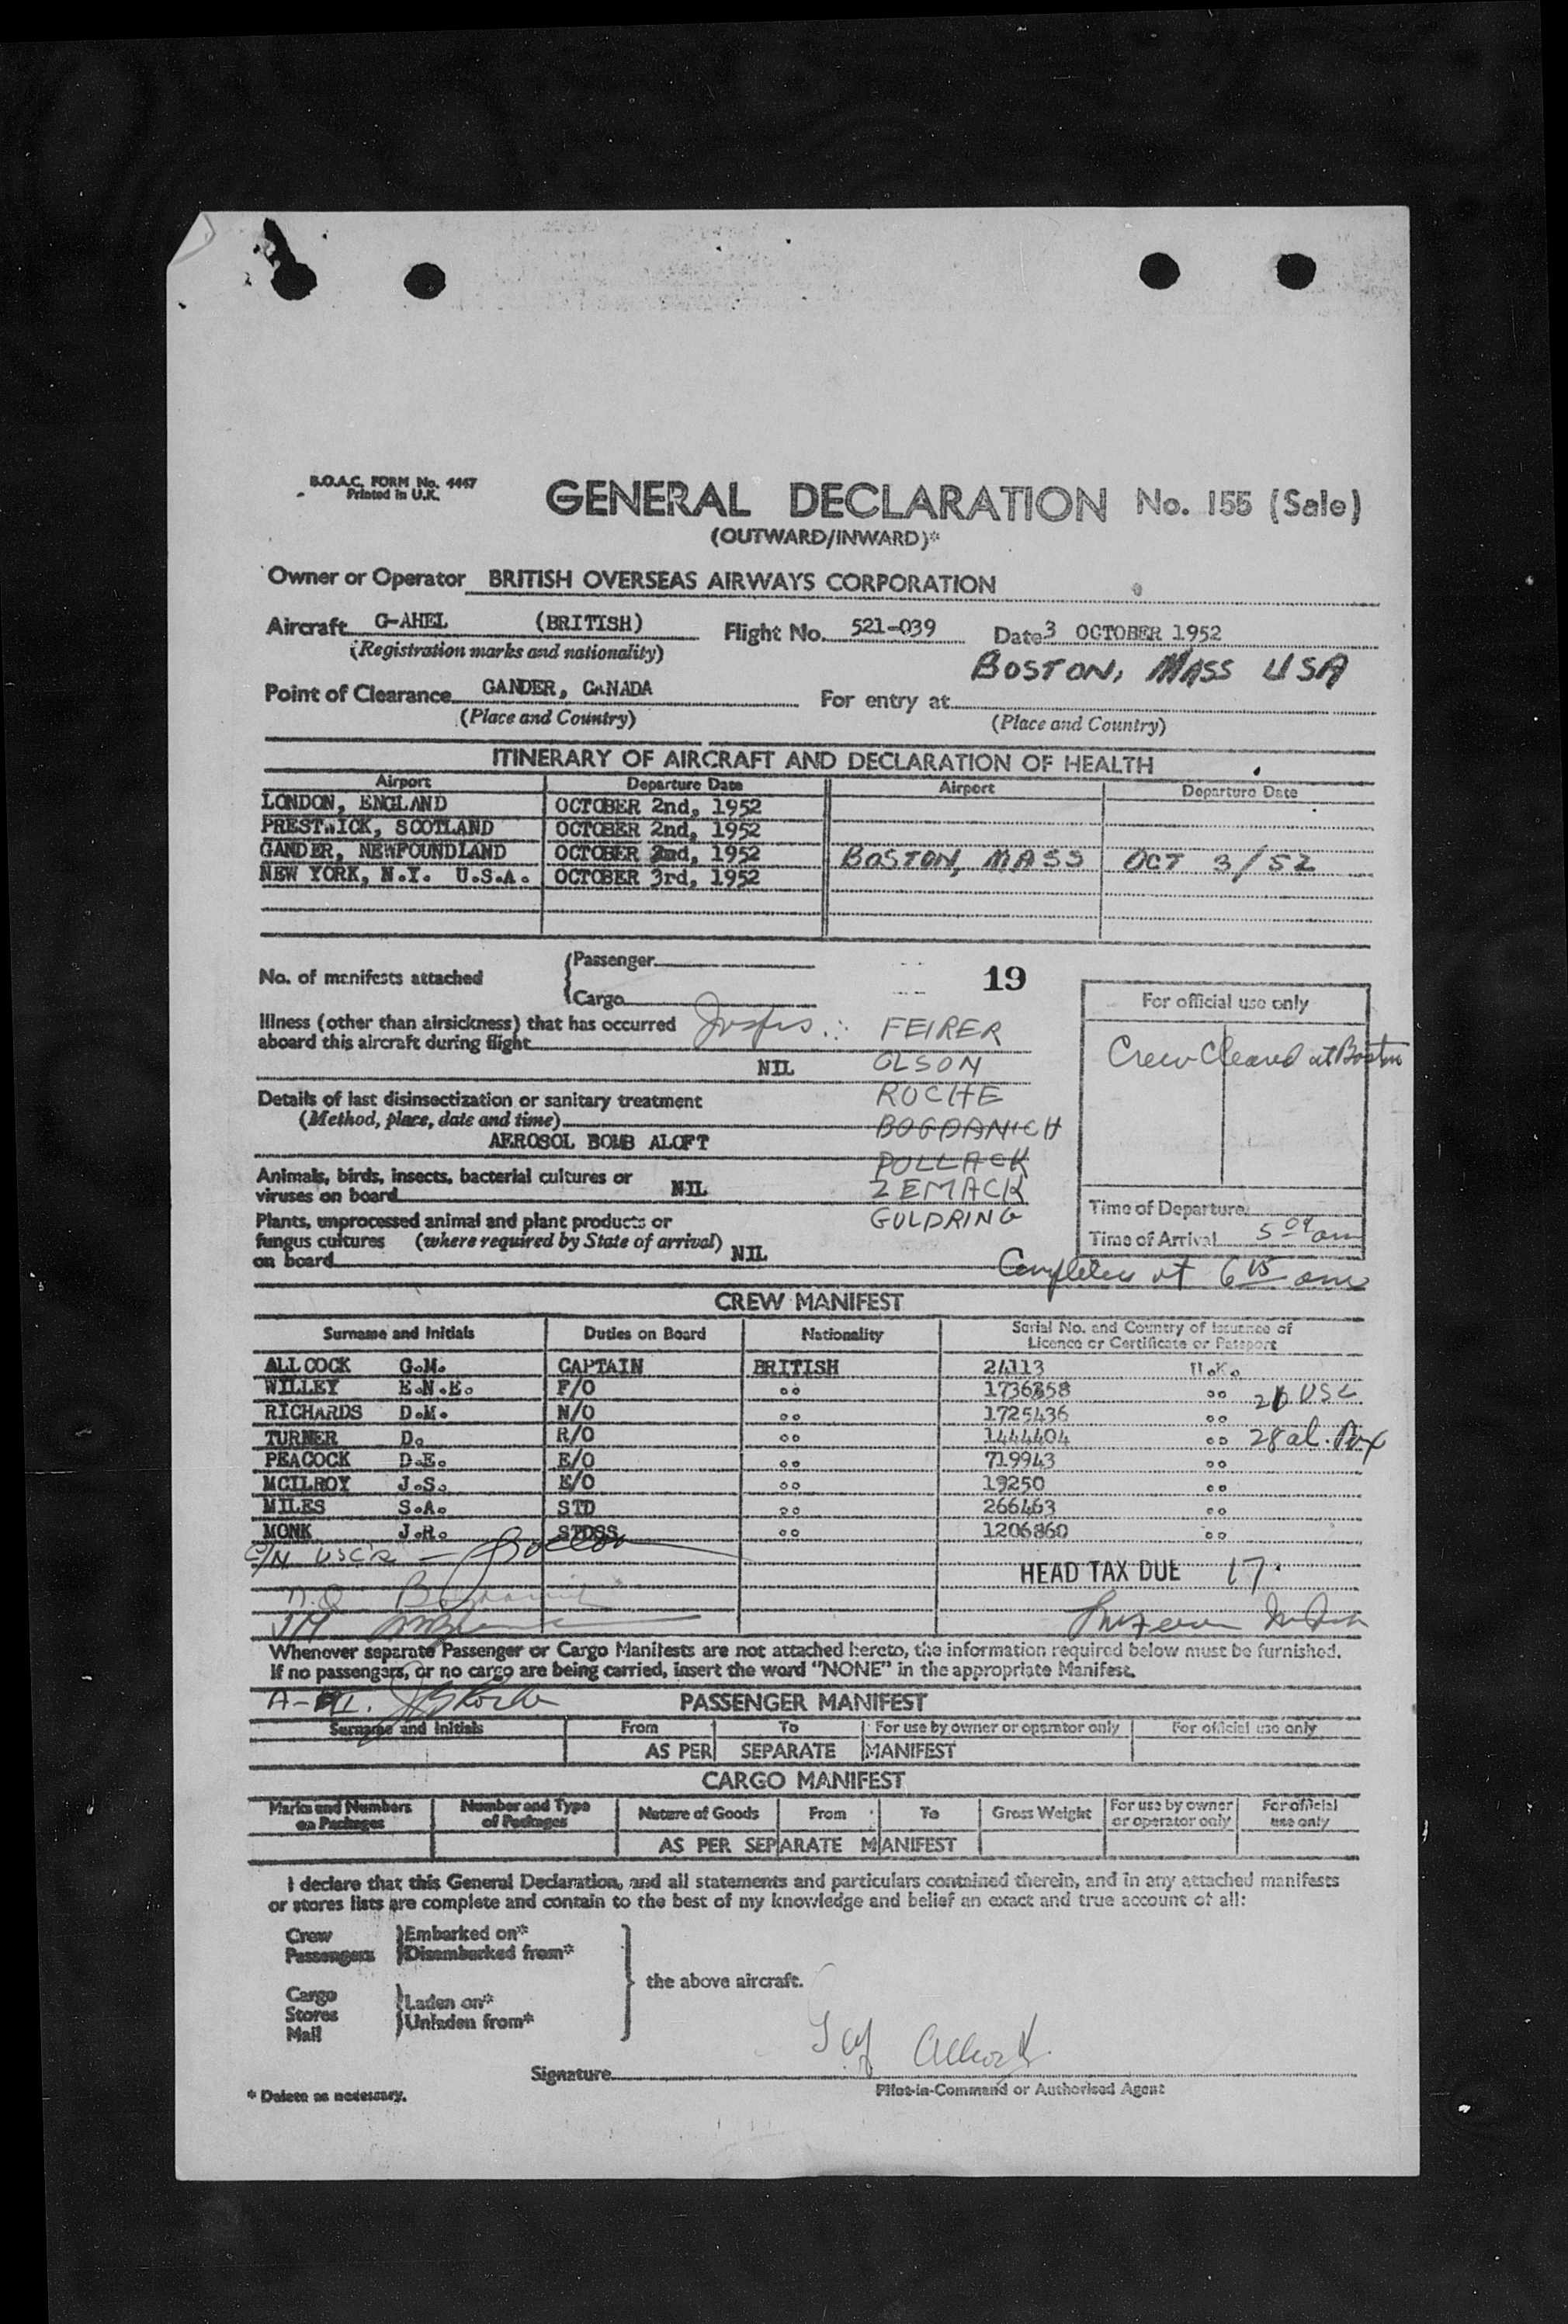 B.O.A.C. FORM No. 4447
Printed in U.K.
GENERAL DECLARATION No. 155 (Sale)
(OUTWARD/INWARD)*
Owner or Operator BRITISH OVERSEAS AIRWAYS CORPORATION
Aircraft G-AHEL (BRITISH) Flight No. 521-039 Date 3 OCTOBER 1952
(Registration marks and nationality)
BOSTON, MASS USA
Point of Clearance GANDER, CANADA For entry at
(Place and Country) (Place and Country)
ITINERARY OF AIRCRAFT AND DECLARATION OF HEALTH
Airport Departure Date Airport Departure Date
LONDON, ENGLAND OCTOBER 2nd, 1952
PRESTWICK, SCOTLAND OCTOBER 2nd, 1952
GANDER, NEWFOUNDLAND OCTOBER 2nd, 1952 BOSTON, MASS OCT 3/52
NEW YORK, N.Y. U.S.A. OCTOBER 3rd, 1952
No. of manifests attached
Passenger
Cargo
19
For official use only
Crew Cleared at Boston
Illness (other than airsickness) that has occurred
aboard this aircraft during flight
NIL
FEIRER
OLSON
ROCHE
BOGDANICH
POLLACK
ZEMACK
GOLDRING
Details of last disinsectization or sanitary treatment
(Method, place, date and time)
AEROSOL BOMB ALOFT
Animals, birds, insects, bacterial cultures or
viruses on board NIL
Plants, unprocessed animal and plant products or
fungus cultures (where required by State of arrival)
on board NIL
Time of Departure
Time of Arrival 5 09 am
Completed at 6 15 am
CREW MANIFEST
Surname and Initials Duties on Board Nationality Serial No. and Country of Issuance of
Licence or Certificate or Passport
ALLCOCK G.M. CAPTAIN BRITISH 24113 U.K.
WILLEY E.N.E. F/O °° 1736858 °° USC
RICHARDS D.M. N/O °° 1725436 °°
TURNER D. R/O °° 1444404 °° 28 al.
PEACOCK D.E. E/O °° 719943 °°
MCILROY J.S. E/O °° 19250 °°
MILES S.A. STD °° 266463 °°
MONK J.H. STDSS °° 1206860 °°
HEAD TAX DUE 17
Whenever separate Passenger or Cargo Manifests are not attached hereto, the information required below must be furnished.
If no passengers, or no cargo are being carried, insert the word "NONE" in the appropriate Manifest.
PASSENGER MANIFEST
Surname and Initials From To For use by owner or operator only For official use only
AS PER SEPARATE MANIFEST
CARGO MANIFEST
Marks and Numbers on Packages Number and Type of Packages Nature of Goods From To Gross Weight For use by owner or operator only For official use only
AS PER SEPARATE MANIFEST
I declare that this General Declaration, and all statements and particulars contained therein, and in any attached manifests
or stores lists are complete and contain to the best of my knowledge and belief an exact and true account of all:
Crew Embarked on*
Passengers Disembarked from*
the above aircraft.
Cargo
Stores
Mail
Laden on*
Unladen from*
Signature
Pilot-in-Command or Authorised Agent
* Delete as necessary.